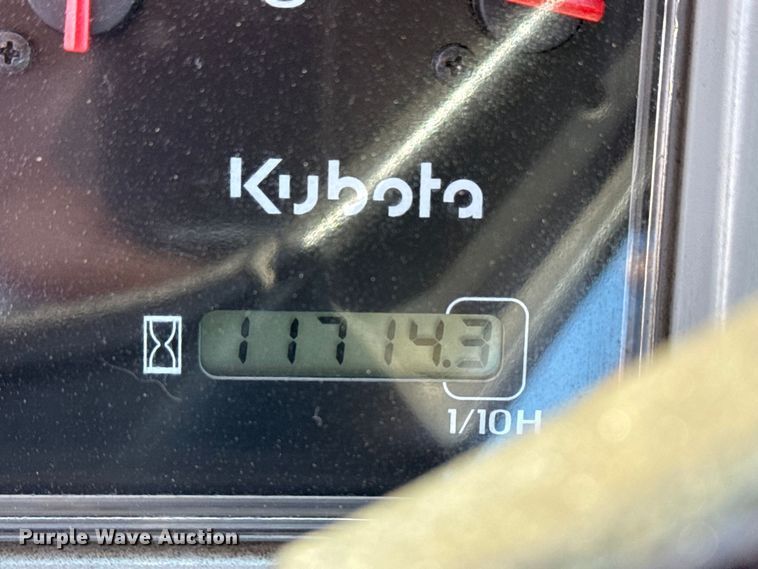 Kubota
11714.3
1/10H
Purple Wave Auction